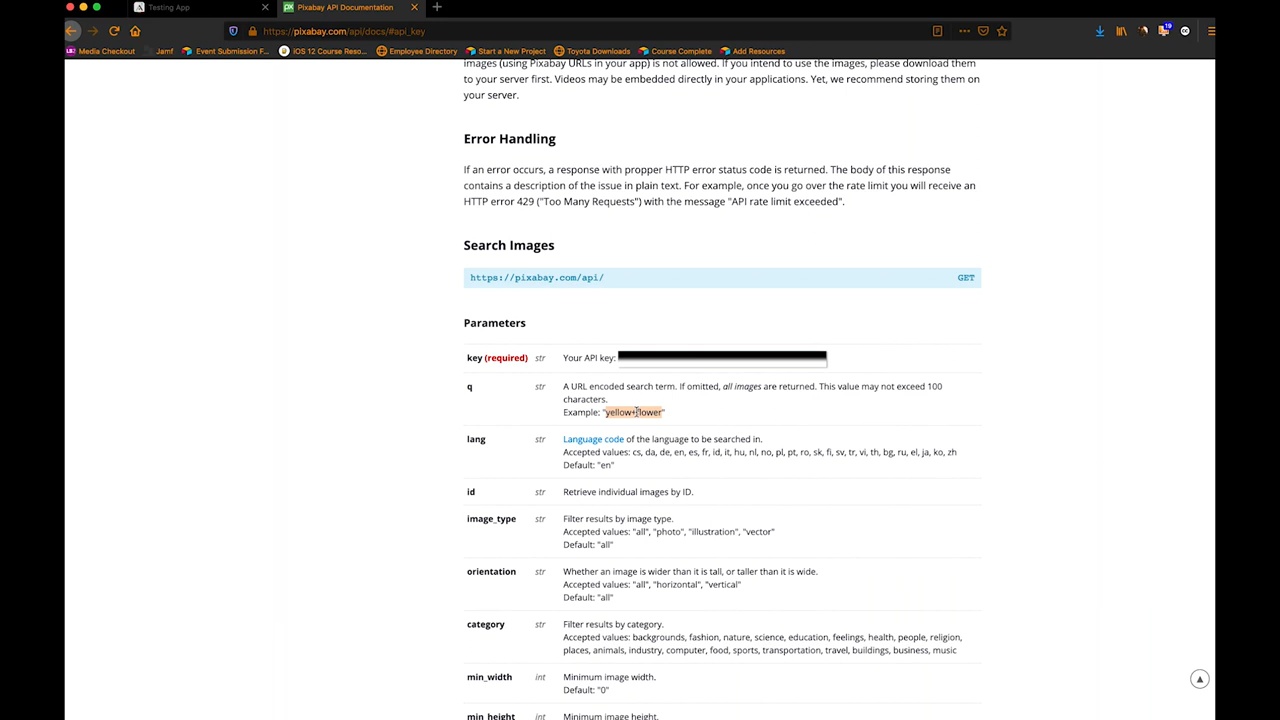 Testing App
Pixabay API Documentation
https://pixabay.com/api/docs/#api_key
19
Media Checkout
Jamf
Event Submission F...
iOS 12 Course Reso...
Employee Directory
Start a New Project
Toyota Downloads
Course Complete
Add Resources
images (using Pixabay URLs in your app) is not allowed. If you intend to use the images, please download them
to your server first. Videos may be embedded directly in your applications. Yet, we recommend storing them on
your server.
Error Handling
If an error occurs, a response with propper HTTP error status code is returned. The body of this response
contains a description of the issue in plain text. For example, once you go over the rate limit you will receive an
HTTP error 429 ("Too Many Requests") with the message "API rate limit exceeded".
Search Images
https://pixabay.com/api/ GET
Parameters
key (required) str Your API key:
q str A URL encoded search term. If omitted, all images are returned. This value may not exceed 100
characters.
Example: "yellow+flower"
lang str Language code of the language to be searched in.
Accepted values: cs, da, de, en, es, fr, id, it, hu, nl, no, pl, pt, ro, sk, fi, sv, tr, vi, th, bg, ru, el, ja, ko, zh
Default: "en"
id str Retrieve individual images by ID.
image_type str Filter results by image type.
Accepted values: "all", "photo", "illustration", "vector"
Default: "all"
orientation str Whether an image is wider than it is tall, or taller than it is wide.
Accepted values: "all", "horizontal", "vertical"
Default: "all"
category str Filter results by category.
Accepted values: backgrounds, fashion, nature, science, education, feelings, health, people, religion,
places, animals, industry, computer, food, sports, transportation, travel, buildings, business, music
min_width int Minimum image width.
Default: "0"
min_height int Minimum image height.